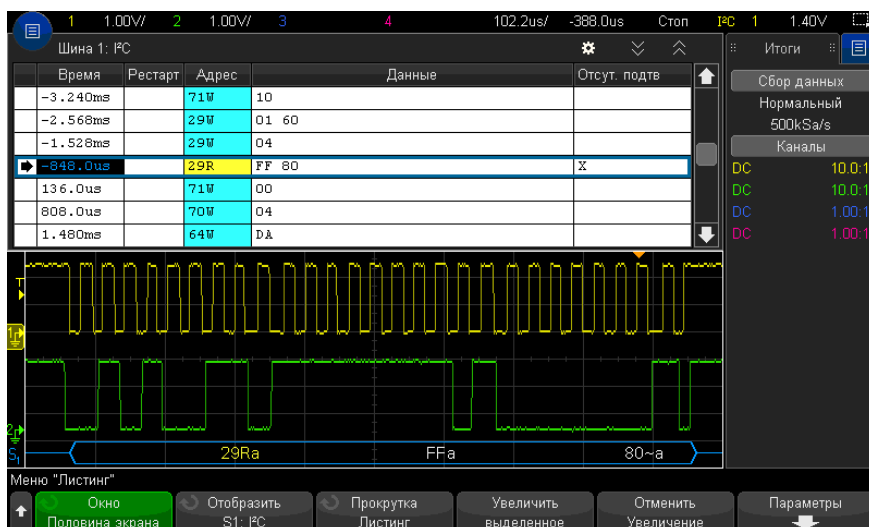 1 1.00V/ 2 1.00V/ 3 4 102.2us/ -388.0us Стоп I²C 1 1.40V
Шина 1: I²C
Время Рестарт Адрес Данные Отсут. подтв
-3.240ms 71W 10
-2.568ms 29W 01 60
-1.528ms 29W 04
-848.0us 29R FF 80 X
136.0us 71W 00
808.0us 70W 04
1.480ms 64W DA
Итоги
Сбор данных
Нормальный
500kSa/s
Каналы
DC 10.0:1
DC 10.0:1
DC 1.00:1
DC 1.00:1
T
1
2
S₁ 29Ra FFa 80~a
Меню "Листинг"
Окно
Половина экрана
Отобразить
S1: I²C
Прокрутка
Листинг
Увеличить
выделенное
Отменить
Увеличение
Параметры